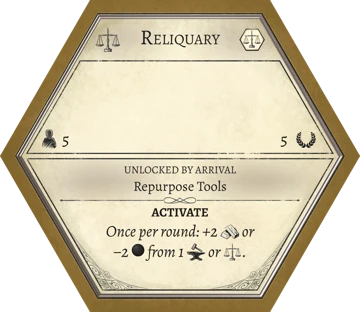 RELIQUARY
5 5
UNLOCKED BY ARRIVAL
Repurpose Tools
ACTIVATE
Once per round: +2 or
−2 from 1 or .